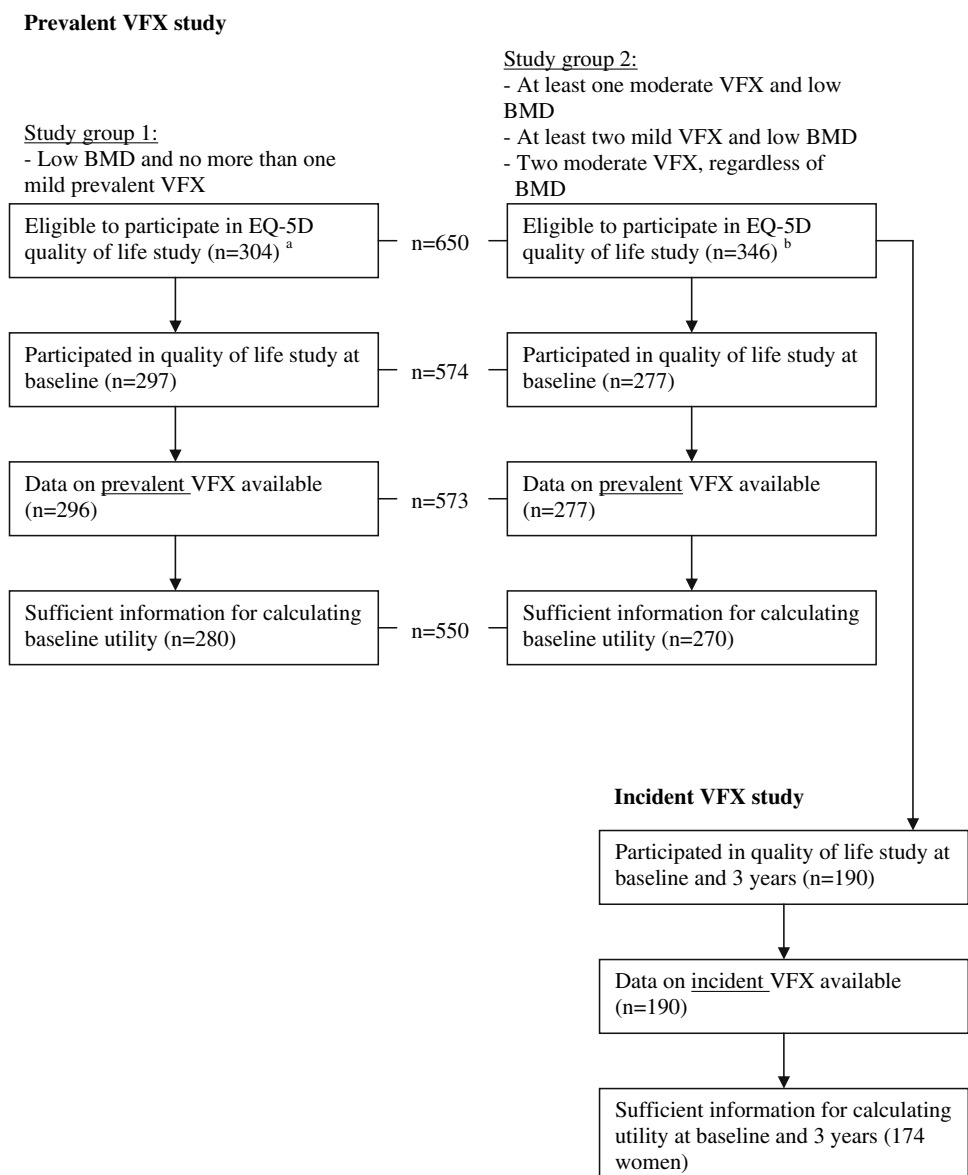 Prevalent VFX study
Study group 1:
- Low BMD and no more than one
mild prevalent VFX
Study group 2:
- At least one moderate VFX and low
BMD
- At least two mild VFX and low BMD
- Two moderate VFX, regardless of
BMD
Eligible to participate in EQ-5D
quality of life study (n=304) a
n=650
Eligible to participate in EQ-5D
quality of life study (n=346) b
Participated in quality of life study at
baseline (n=297)
n=574
Participated in quality of life study at
baseline (n=277)
Data on prevalent VFX available
(n=296)
n=573
Data on prevalent VFX available
(n=277)
Sufficient information for calculating
baseline utility (n=280)
n=550
Sufficient information for calculating
baseline utility (n=270)
Incident VFX study
Participated in quality of life study at
baseline and 3 years (n=190)
Data on incident VFX available
(n=190)
Sufficient information for calculating
utility at baseline and 3 years (174
women)